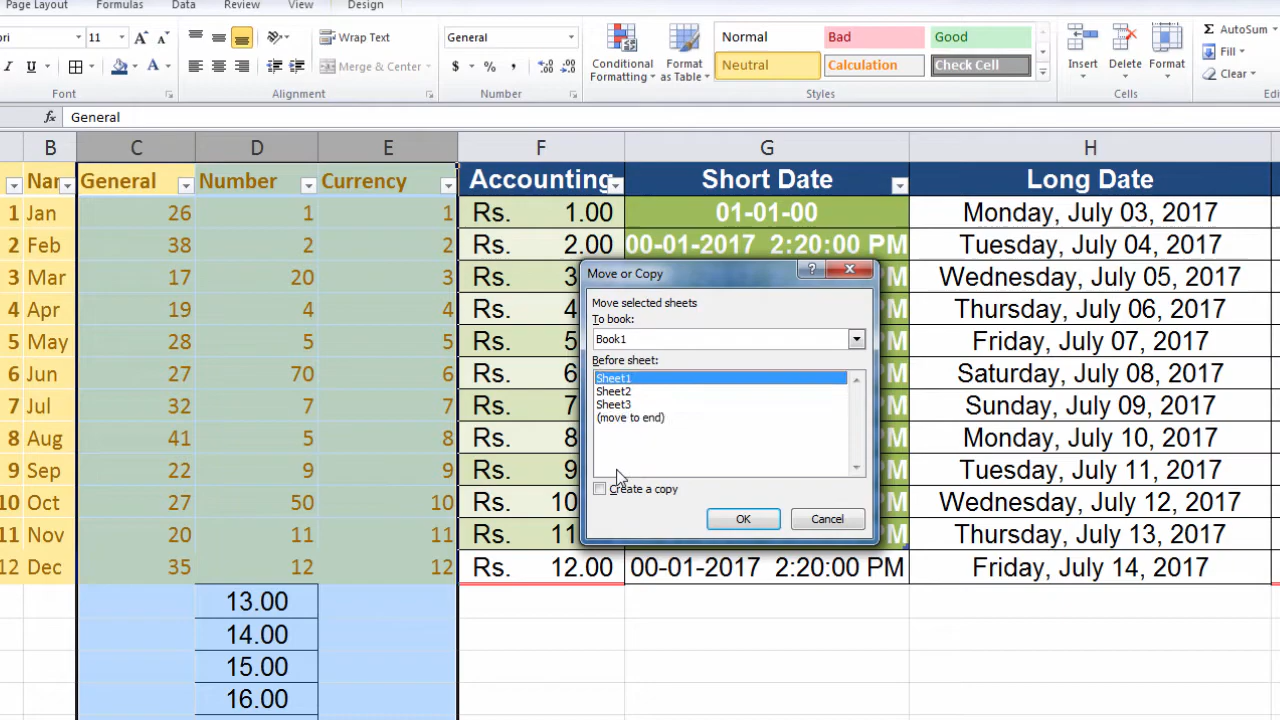 Page Layout Formulas Data Review View Design
11 A A Wrap Text General Normal Bad Good AutoSum
Conditional Formatting Format as Table Insert Delete Format Fill
U A Merge & Center $ % , Neutral Calculation Check Cell Clear
Font Alignment Number Styles Cells
fx General
B C D E F G H
General Number Currency Accounting Short Date Long Date
1 Jan 26 1 1 Rs. 1.00 01-01-00 Monday, July 03, 2017
2 Feb 38 2 2 Rs. 2.00 00-01-2017 2:20:00 PM Tuesday, July 04, 2017
3 Mar 17 20 3 Rs. Wednesday, July 05, 2017
4 Apr 19 4 4 Rs. Thursday, July 06, 2017
5 May 28 5 5 Rs. Friday, July 07, 2017
6 Jun 27 70 6 Rs. Saturday, July 08, 2017
7 Jul 32 7 7 Rs. Sunday, July 09, 2017
8 Aug 41 5 8 Rs. Monday, July 10, 2017
9 Sep 22 9 9 Rs. Tuesday, July 11, 2017
10 Oct 27 50 10 Rs. Wednesday, July 12, 2017
11 Nov 20 11 11 Rs. Thursday, July 13, 2017
12 Dec 35 12 12 Rs. 12.00 00-01-2017 2:20:00 PM Friday, July 14, 2017
13.00
14.00
15.00
16.00
Move or Copy
Move selected sheets
To book:
Book1
Before sheet:
Sheet1
Sheet2
Sheet3
(move to end)
Create a copy
OK Cancel